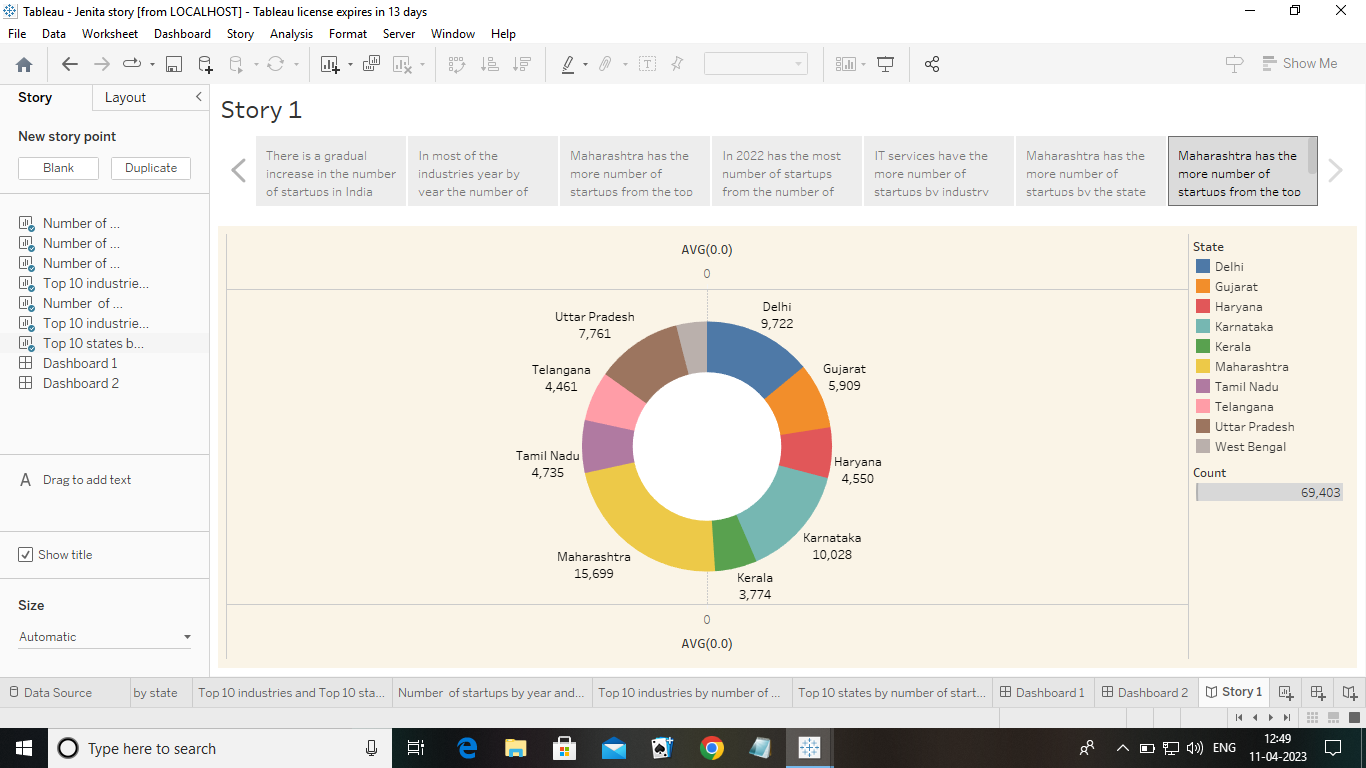 Tableau - Jenita story [from LOCALHOST] - Tableau license expires in 13 days
File Data Worksheet Dashboard Story Analysis Format Server Window Help
Show Me
Story Layout
New story point
Blank Duplicate
Number of ...
Number of ...
Number of ...
Top 10 industrie...
Number  of ...
Top 10 industrie...
Top 10 states b...
Dashboard 1
Dashboard 2
A Drag to add text
Show title
Size
Automatic
Story 1
There is a gradual
increase in the number
of startups in India
In most of the
industries year by
year the number of
Maharashtra has the
more number of
startups from the top
In 2022 has the most
number of startups
from the number of
IT services have the
more number of
startups by industry
Maharashtra has the
more number of
startups by the state
Maharashtra has the
more number of
startups from the top
AVG(0.0)
0
Delhi
9,722
Uttar Pradesh
7,761
Gujarat
5,909
Telangana
4,461
Tamil Nadu
4,735
Haryana
4,550
Karnataka
10,028
Maharashtra
15,699
Kerala
3,774
0
AVG(0.0)
State
Delhi
Gujarat
Haryana
Karnataka
Kerala
Maharashtra
Tamil Nadu
Telangana
Uttar Pradesh
West Bengal
Count
69,403
Data Source by state Top 10 industries and Top 10 sta... Number  of startups by year and... Top 10 industries by number of ... Top 10 states by number of start... Dashboard 1 Dashboard 2 Story 1
Type here to search
ENG
12:49
11-04-2023